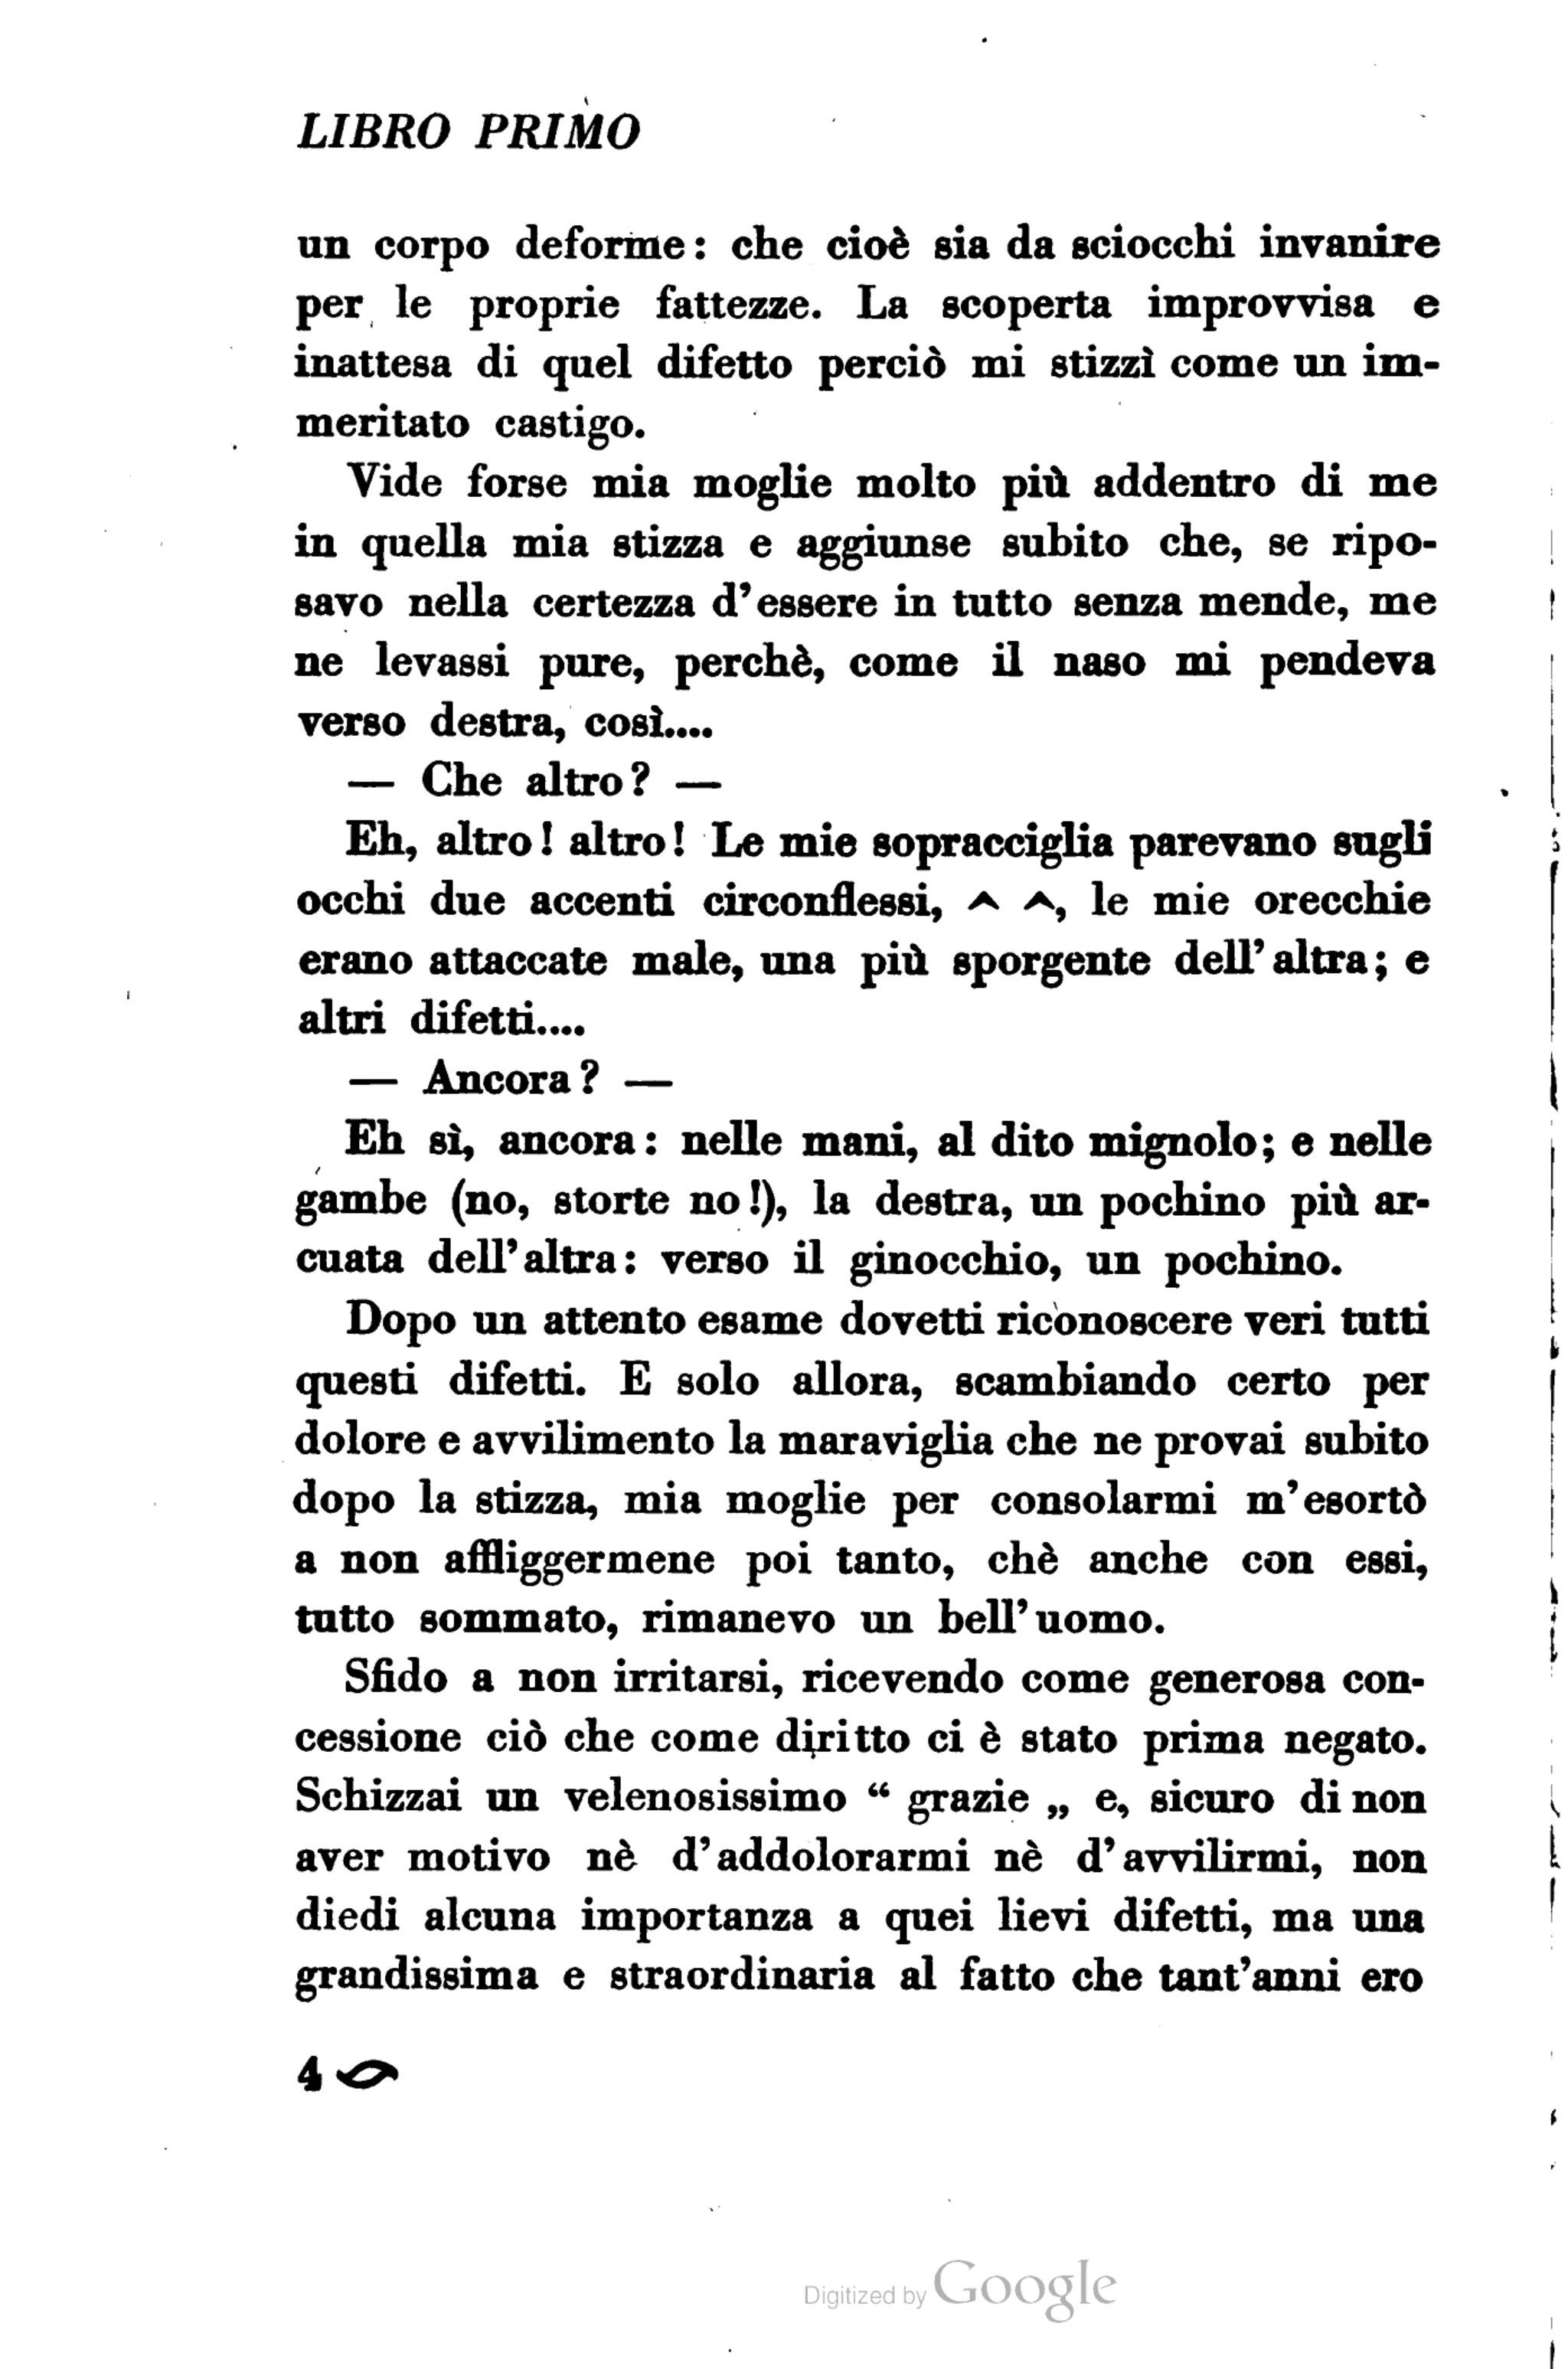 LIBRO PRIMO
un corpo deforme: che cioè sia da sciocchi invanire
per le proprie fattezze. La scoperta improvvisa e
inattesa di quel difetto perciò mi stizzì come un im-
meritato castigo.
Vide forse mia moglie molto più addentro di me
in quella mia stizza e aggiunse subito che, se ripo-
savo nella certezza d'essere in tutto senza mende, me
ne levassi pure, perchè, come il naso mi pendeva
verso destra, così....
— Che altro? —
Eh, altro! altro! Le mie sopracciglia parevano sugli
occhi due accenti circonflessi, ^ ^, le mie orecchie
erano attaccate male, una più sporgente dell'altra; e
altri difetti....
— Ancora? —
Eh sì, ancora: nelle mani, al dito mignolo; e nelle
gambe (no, storte no!), la destra, un pochino più ar-
cuata dell'altra: verso il ginocchio, un pochino.
Dopo un attento esame dovetti riconoscere veri tutti
questi difetti. E solo allora, scambiando certo per
dolore e avvilimento la maraviglia che ne provai subito
dopo la stizza, mia moglie per consolarmi m'esortò
a non affliggermene poi tanto, chè anche con essi,
tutto sommato, rimanevo un bell'uomo.
Sfido a non irritarsi, ricevendo come generosa con-
cessione ciò che come diritto ci è stato prima negato.
Schizzai un velenosissimo “ grazie „ e, sicuro di non
aver motivo nè d'addolorarmi nè d'avvilirmi, non
diedi alcuna importanza a quei lievi difetti, ma una
grandissima e straordinaria al fatto che tant'anni ero
4
Digitized by Google